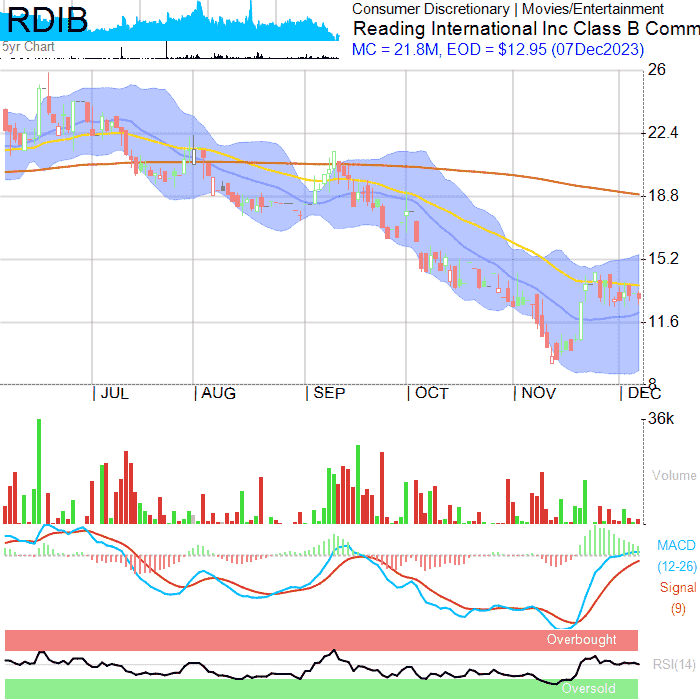 RDIB
5yr Chart
Consumer Discretionary | Movies/Entertainment
Reading International Inc Class B Comm
MC = 21.8M, EOD = $12.95 (07Dec2023)
26
22.4
18.8
15.2
11.6
8
JUL AUG SEP OCT NOV DEC
36k
Volume
MACD
(12-26)
Signal
(9)
Overbought
RSI(14)
Oversold